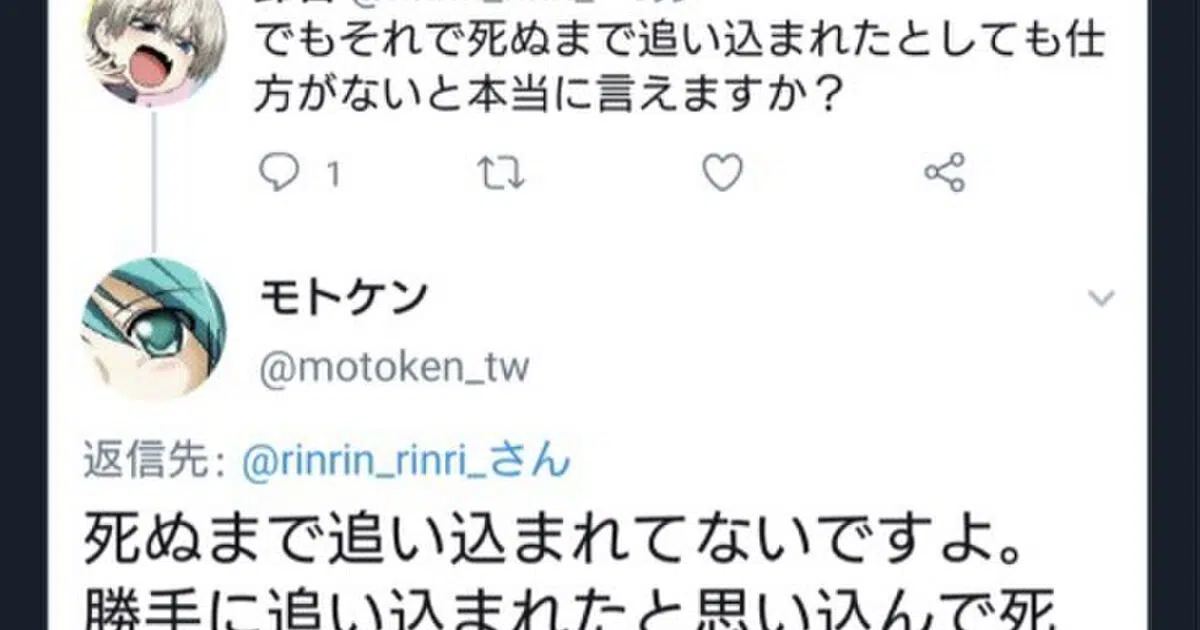 でもそれで死ぬまで追い込まれたとしても仕
方がないと本当に言えますか？
1
モトケン
@motoken_tw
返信先: @rinrin_rinri_さん
死ぬまで追い込まれてないですよ。
勝手に追い込まれたと思い込んで死